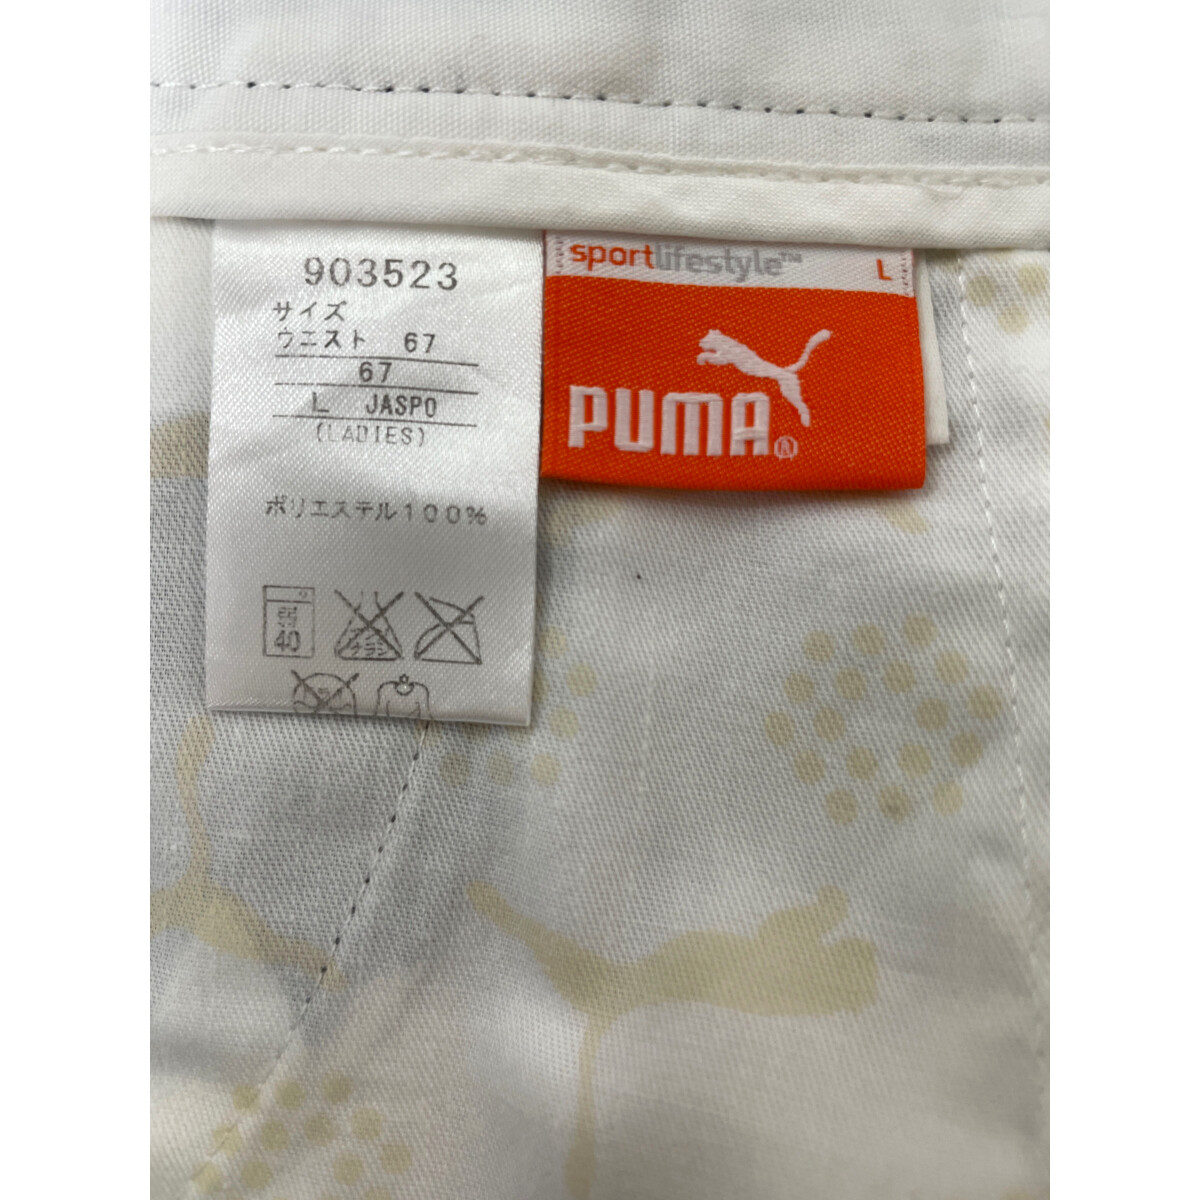 903523
サイズ
ウエスト 67
67
L JASPO
(LADIES)
ポリエステル100%
40
sportlifestyle™
L
PUMA®